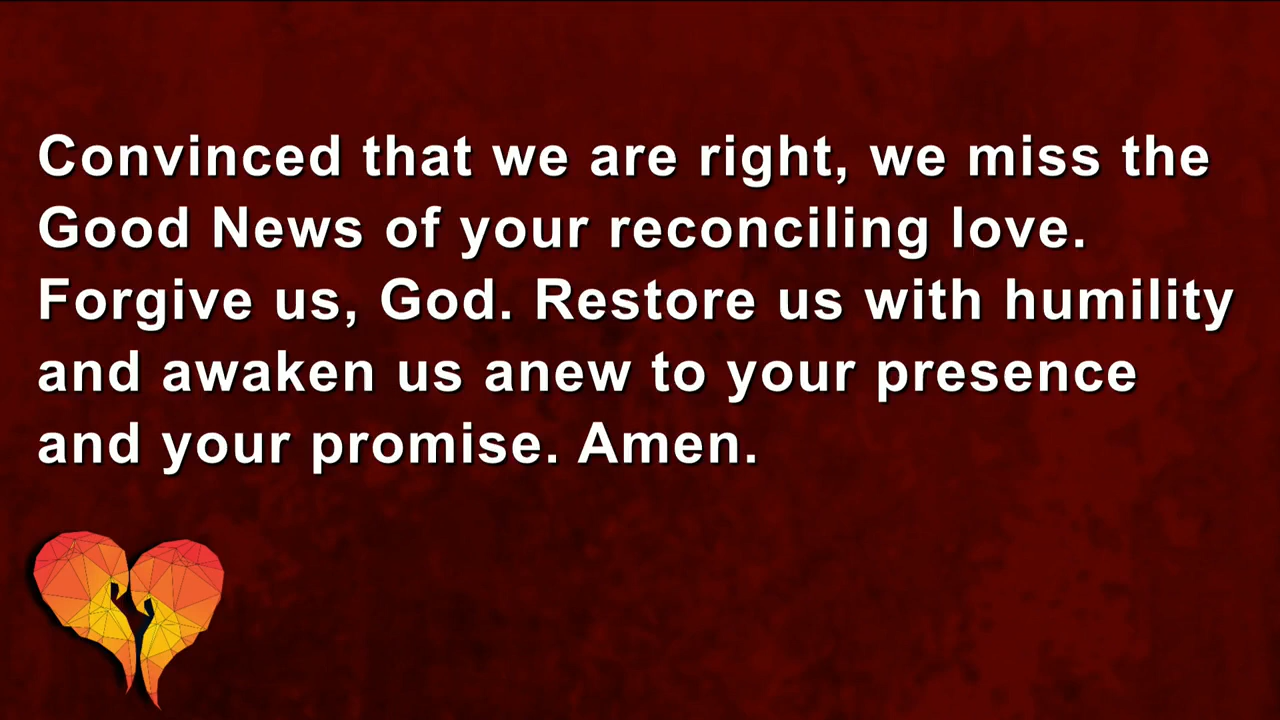 Convinced that we are right, we miss the
Good News of your reconciling love.
Forgive us, God. Restore us with humility
and awaken us anew to your presence
and your promise. Amen.